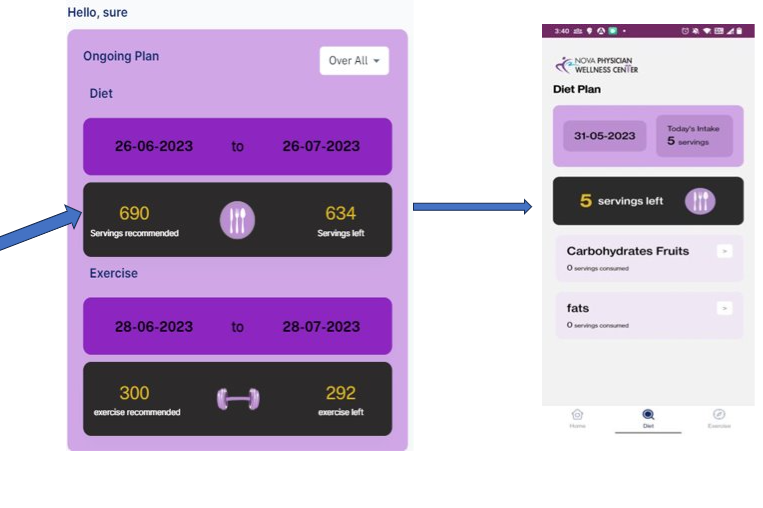 Hello, sure
Ongoing Plan
Over All
Diet
26-06-2023 to 26-07-2023
690 634
Servings recommended Servings left
Exercise
28-06-2023 to 28-07-2023
300 292
exercise recommended exercise left
3:40
NOVA PHYSICIAN
WELLNESS CENTER
Diet Plan
31-05-2023
Today's Intake
5 servings
5 servings left
Carbohydrates Fruits
0 servings consumed
fats
0 servings consumed
Home Diet Exercise